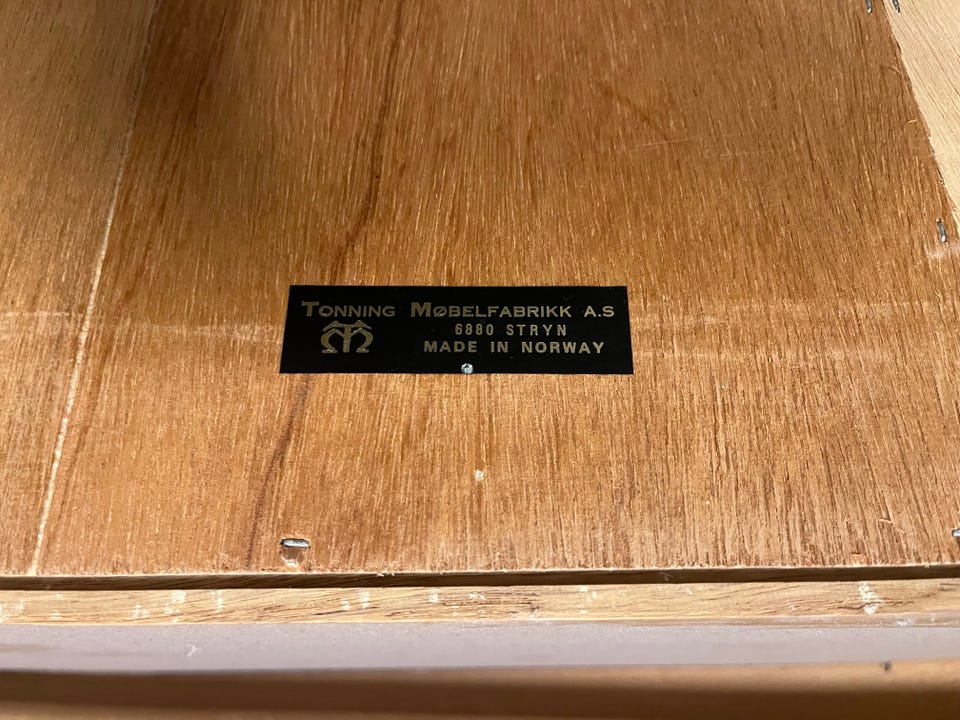 TONNING MØBELFABRIKK A.S
6880 STRYN
MADE IN NORWAY